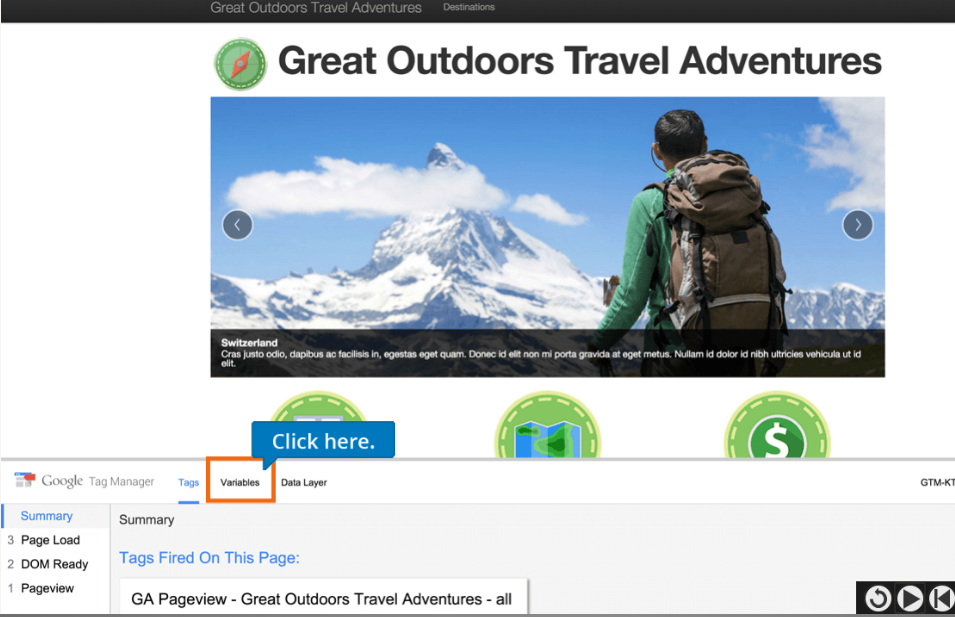 Great Outdoors Travel Adventures Destinations
Great Outdoors Travel Adventures
Switzerland
Cras justo odio, dapibus ac facilisis in, egestas eget quam. Donec id elit non mi porta gravida at eget metus. Nullam id dolor id nibh ultricies vehicula ut id
elit.
$
Click here.
Google Tag Manager Tags Variables Data Layer GTM-KT
Summary
3 Page Load
2 DOM Ready
1 Pageview
Summary
Tags Fired On This Page:
GA Pageview - Great Outdoors Travel Adventures - all